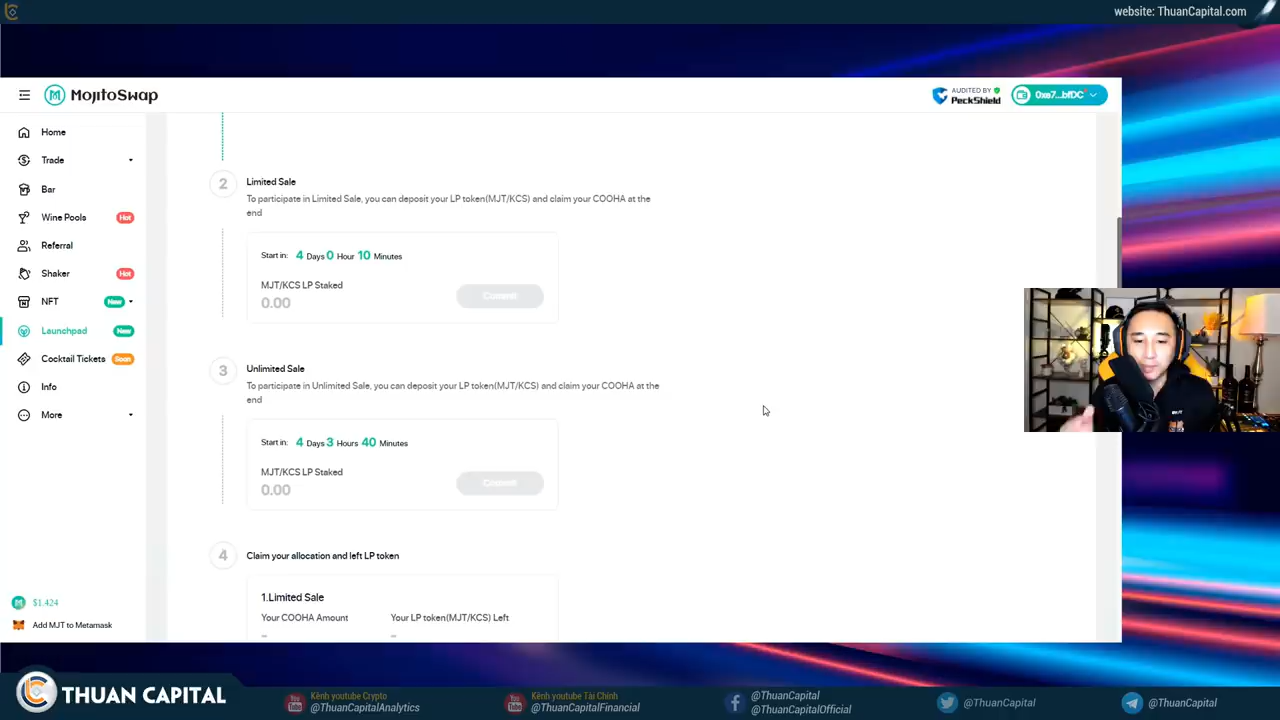 website: ThuanCapital.com
MojitoSwap
AUDITED BY
PeckShield
0xe7...bfDC
Home
Trade
Bar
Wine Pools Hot
Referral
Shaker Hot
NFT New
Launchpad New
Cocktail Tickets Soon
Info
More
$1.424
Add MJT to Metamask
2 Limited Sale
To participate in Limited Sale, you can deposit your LP token(MJT/KCS) and claim your COOHA at the
end
Start in: 4 Days 0 Hour 10 Minutes
MJT/KCS LP Staked
0.00
Commit
3 Unlimited Sale
To participate in Unlimited Sale, you can deposit your LP token(MJT/KCS) and claim your COOHA at the
end
Start in: 4 Days 3 Hours 40 Minutes
MJT/KCS LP Staked
0.00
Commit
4 Claim your allocation and left LP token
1.Limited Sale
Your COOHA Amount Your LP token(MJT/KCS) Left
- -
THUAN CAPITAL
Kênh youtube Crypto
@ThuanCapitalAnalytics
Kênh youtube Tài Chính
@ThuanCapitalFinancial
@ThuanCapital
@ThuanCapitalOfficial
@ThuanCapital
@ThuanCapital